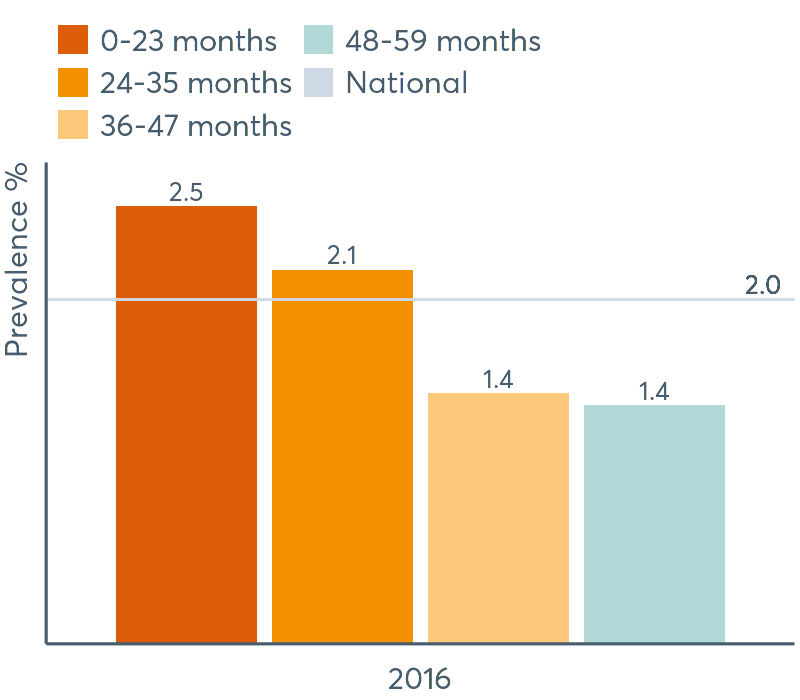 0-23 months
48-59 months
24-35 months
National
36-47 months
Prevalence %
2.5
2.1
2.0
1.4
1.4
2016